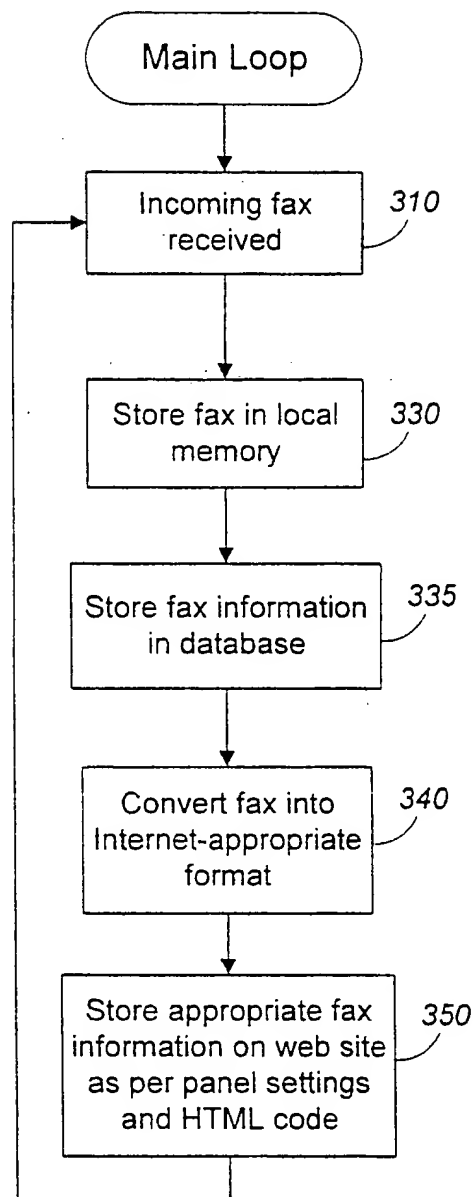 Main Loop
Incoming fax
received
310
Store fax in local
memory
330
Store fax information
in database
335
Convert fax into
Internet-appropriate
format
340
Store appropriate fax
information on web site
as per panel settings
and HTML code
350